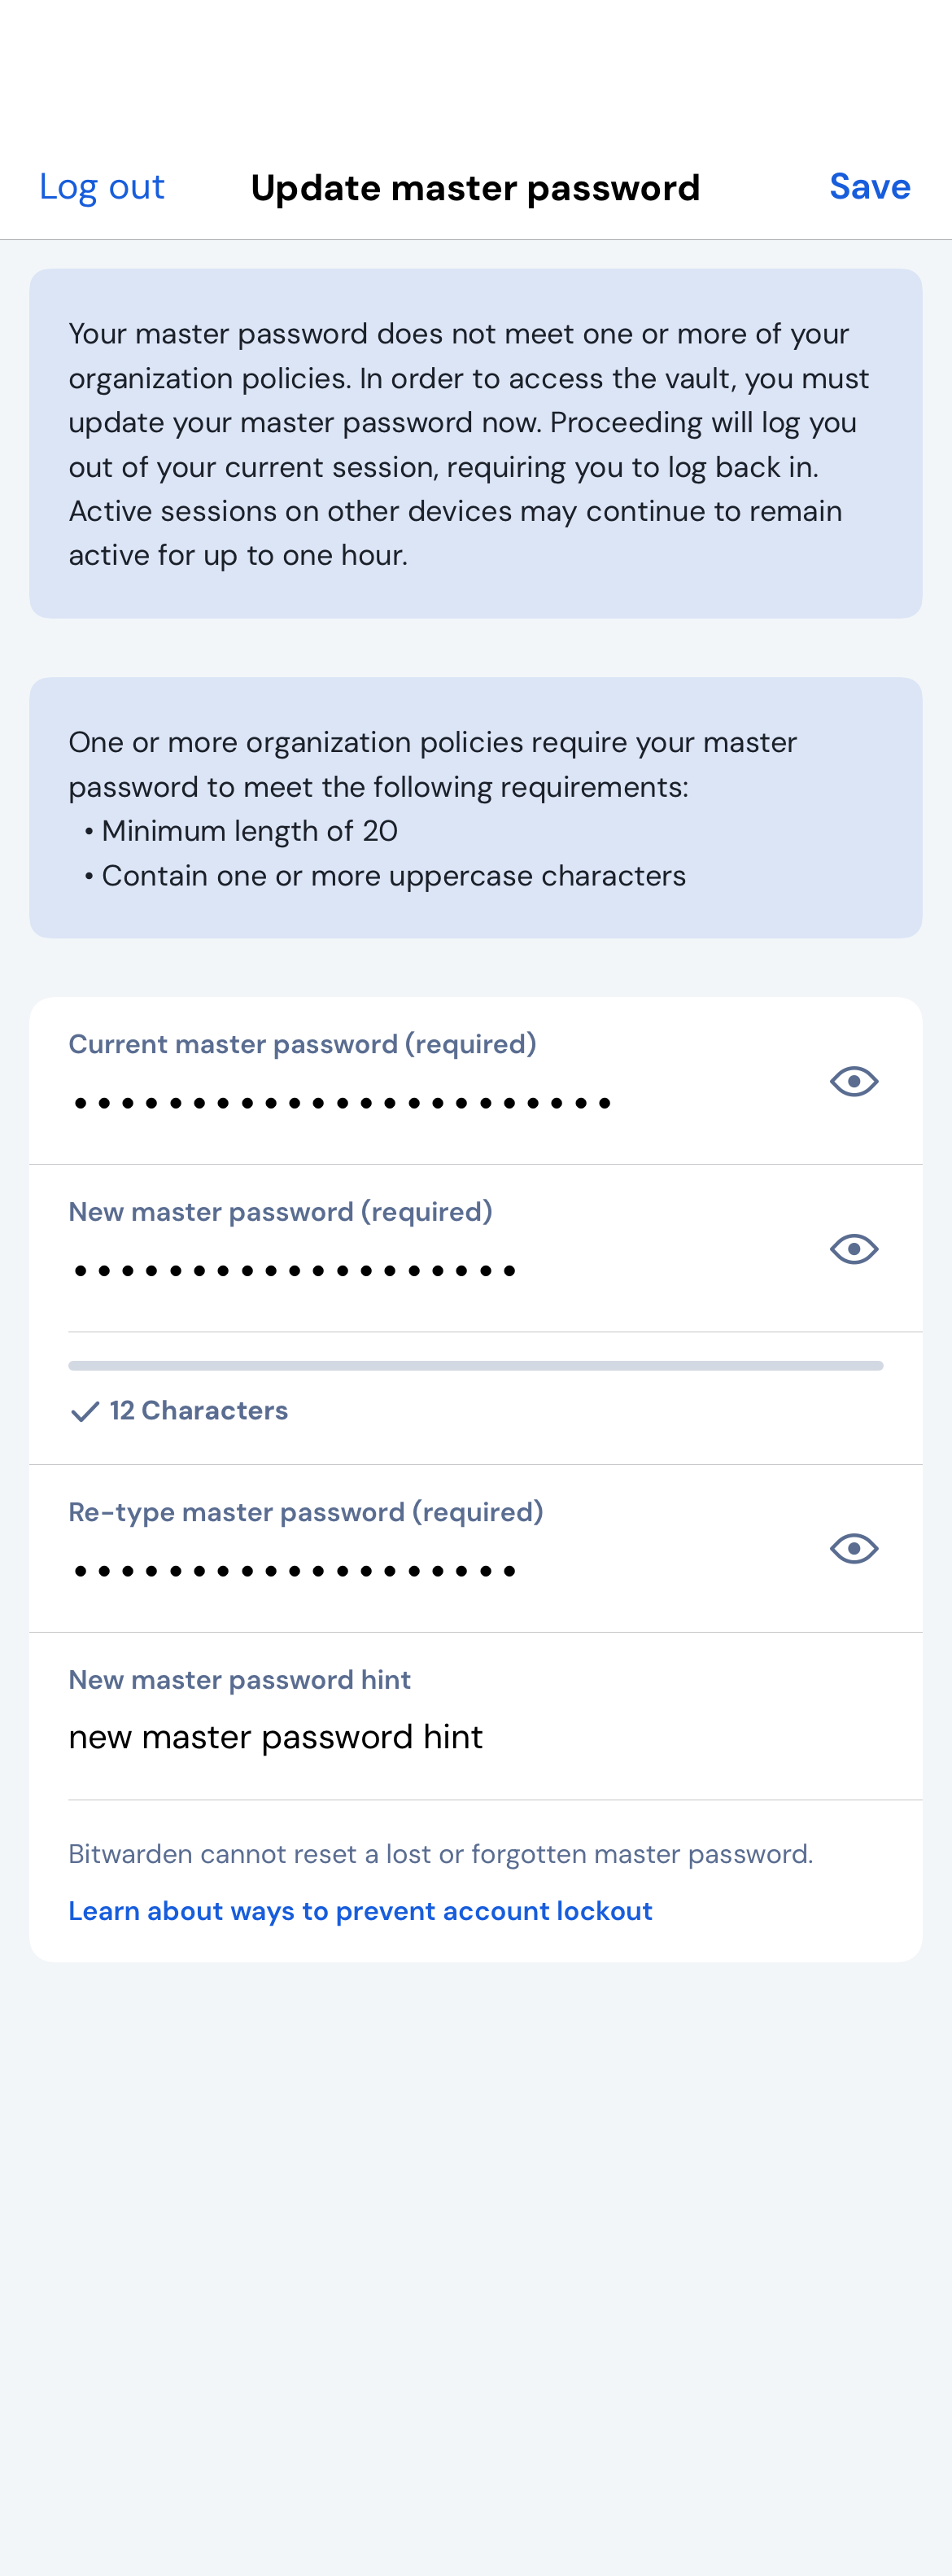 Log out
Update master password
Save
Your master password does not meet one or more of your
organization policies. In order to access the vault, you must
update your master password now. Proceeding will log you
out of your current session, requiring you to log back in.
Active sessions on other devices may continue to remain
active for up to one hour.
One or more organization policies require your master
password to meet the following requirements:
• Minimum length of 20
• Contain one or more uppercase characters
Current master password (required)
•••••••••••••••••••••••
New master password (required)
•••••••••••••••••••
12 Characters
Re-type master password (required)
•••••••••••••••••••
New master password hint
new master password hint
Bitwarden cannot reset a lost or forgotten master password.
Learn about ways to prevent account lockout